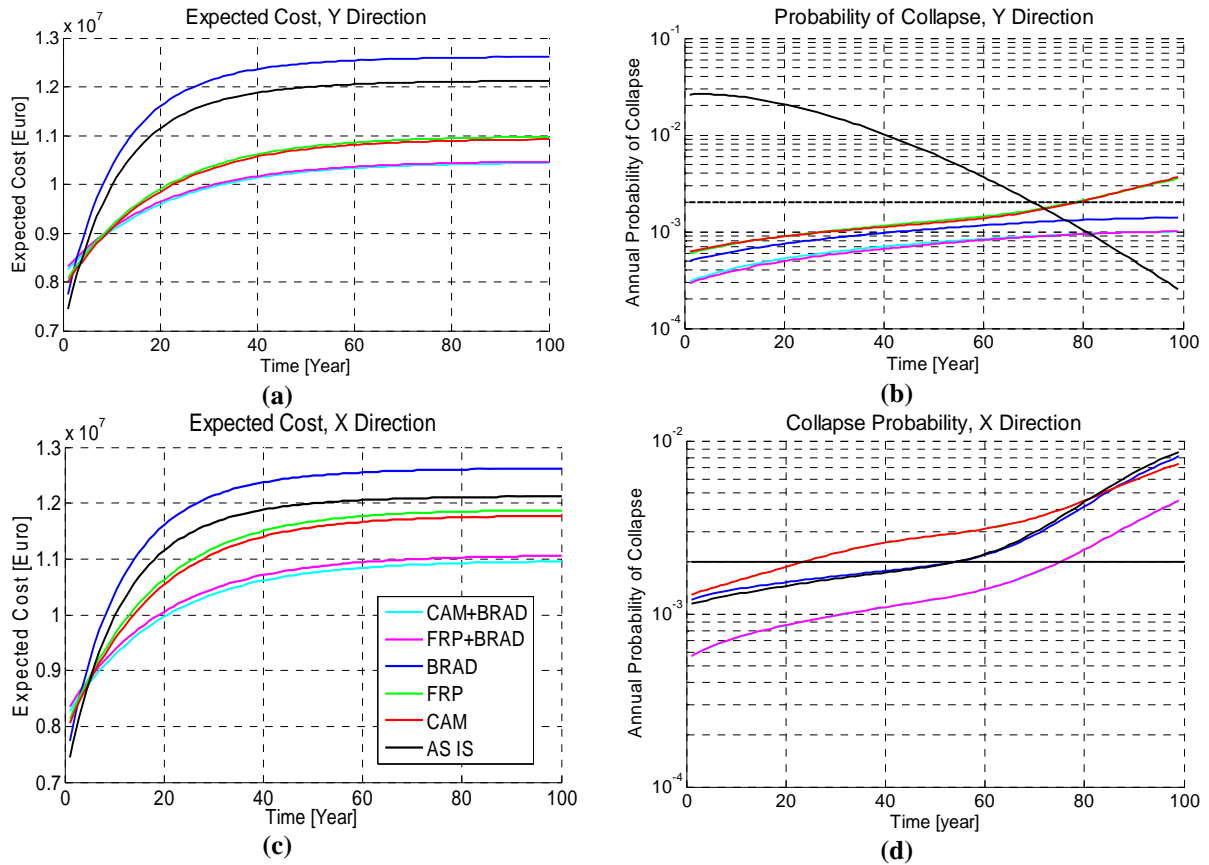 Expected Cost, Y Direction
x 10^7
1.3
1.2
1.1
1
0.9
0.8
0.7
Expected Cost [Euro]
0 20 40 60 80 100
Time [Year]
(a)
Probability of Collapse, Y Direction
10^-1
10^-2
10^-3
10^-4
Annual Probability of Collapse
0 20 40 60 80 100
Time [Year]
(b)
Expected Cost, X Direction
x 10^7
1.3
1.2
1.1
1
0.9
0.8
0.7
Expected Cost [Euro]
CAM+BRAD
FRP+BRAD
BRAD
FRP
CAM
AS IS
0 20 40 60 80 100
Time [Year]
(c)
Collapse Probability, X Direction
10^-2
10^-3
10^-4
Annual Probability of Collapse
0 20 40 60 80 100
Time [year]
(d)